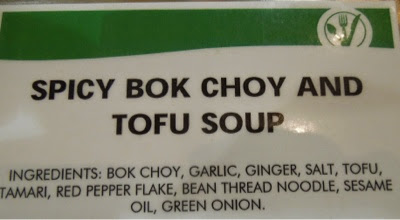 SPICY BOK CHOY AND
TOFU SOUP
INGREDIENTS: BOK CHOY, GARLIC, GINGER, SALT, TOFU,
TAMARI, RED PEPPER FLAKE, BEAN THREAD NOODLE, SESAME
OIL, GREEN ONION.